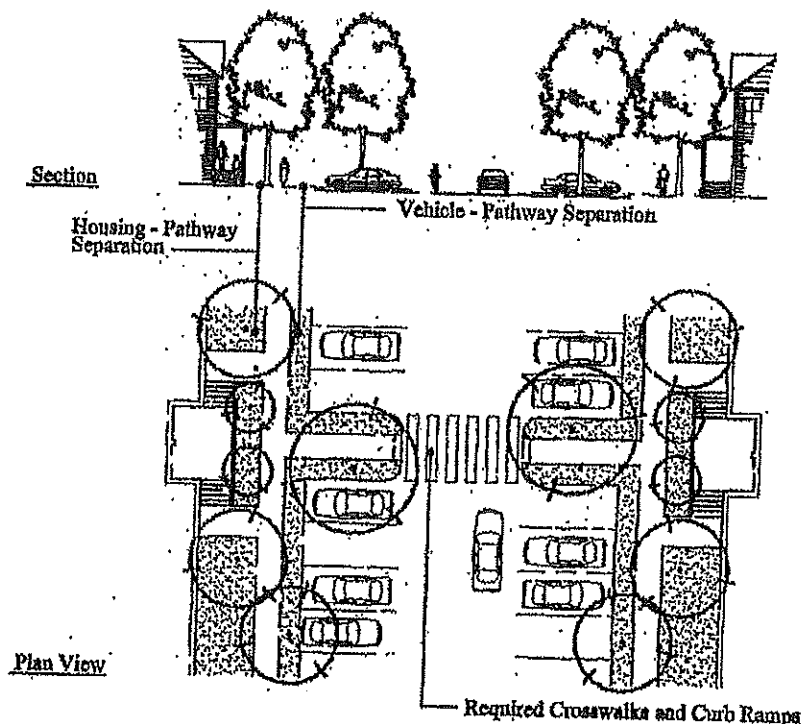 Section
Vehicle - Pathway Separation
Housing - Pathway
Separation
Plan View
Required Crosswalks and Curb Ramps